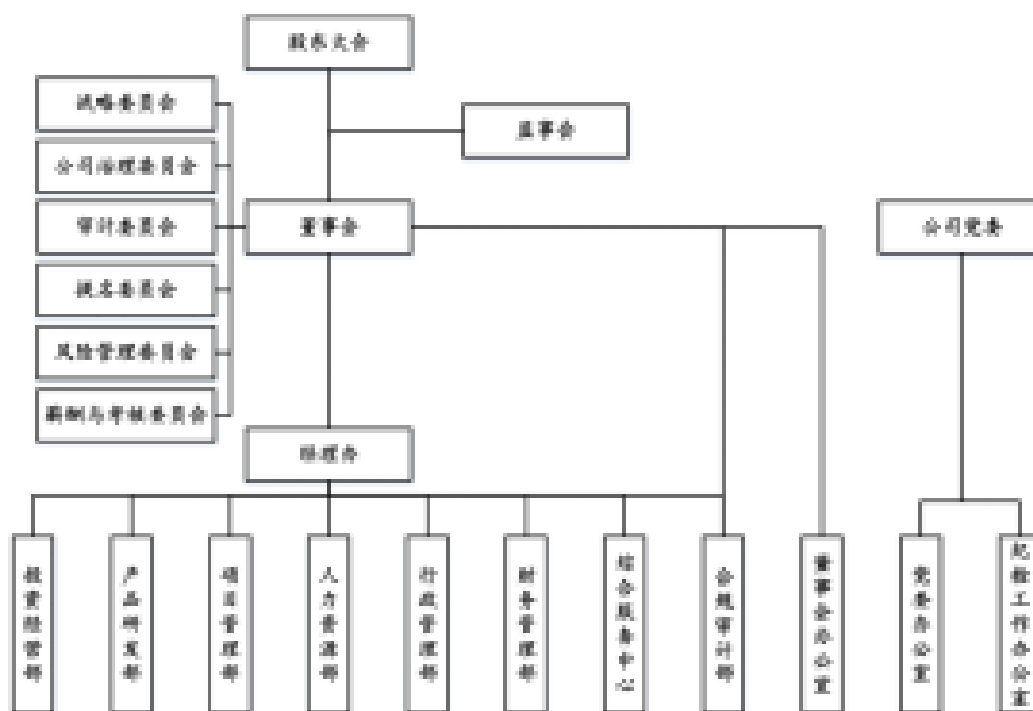 股东大会
战略委员会
监事会
公司治理委员会
审计委员会
董事会
公司党委
提名委员会
风险管理委员会
薪酬与考核委员会
经理办
投资经营部
产品研发部
项目管理部
人力资源部
行政管理部
财务管理部
综合服务中心
合规审计部
董事会办公室
党委办公室
纪检工作办公室